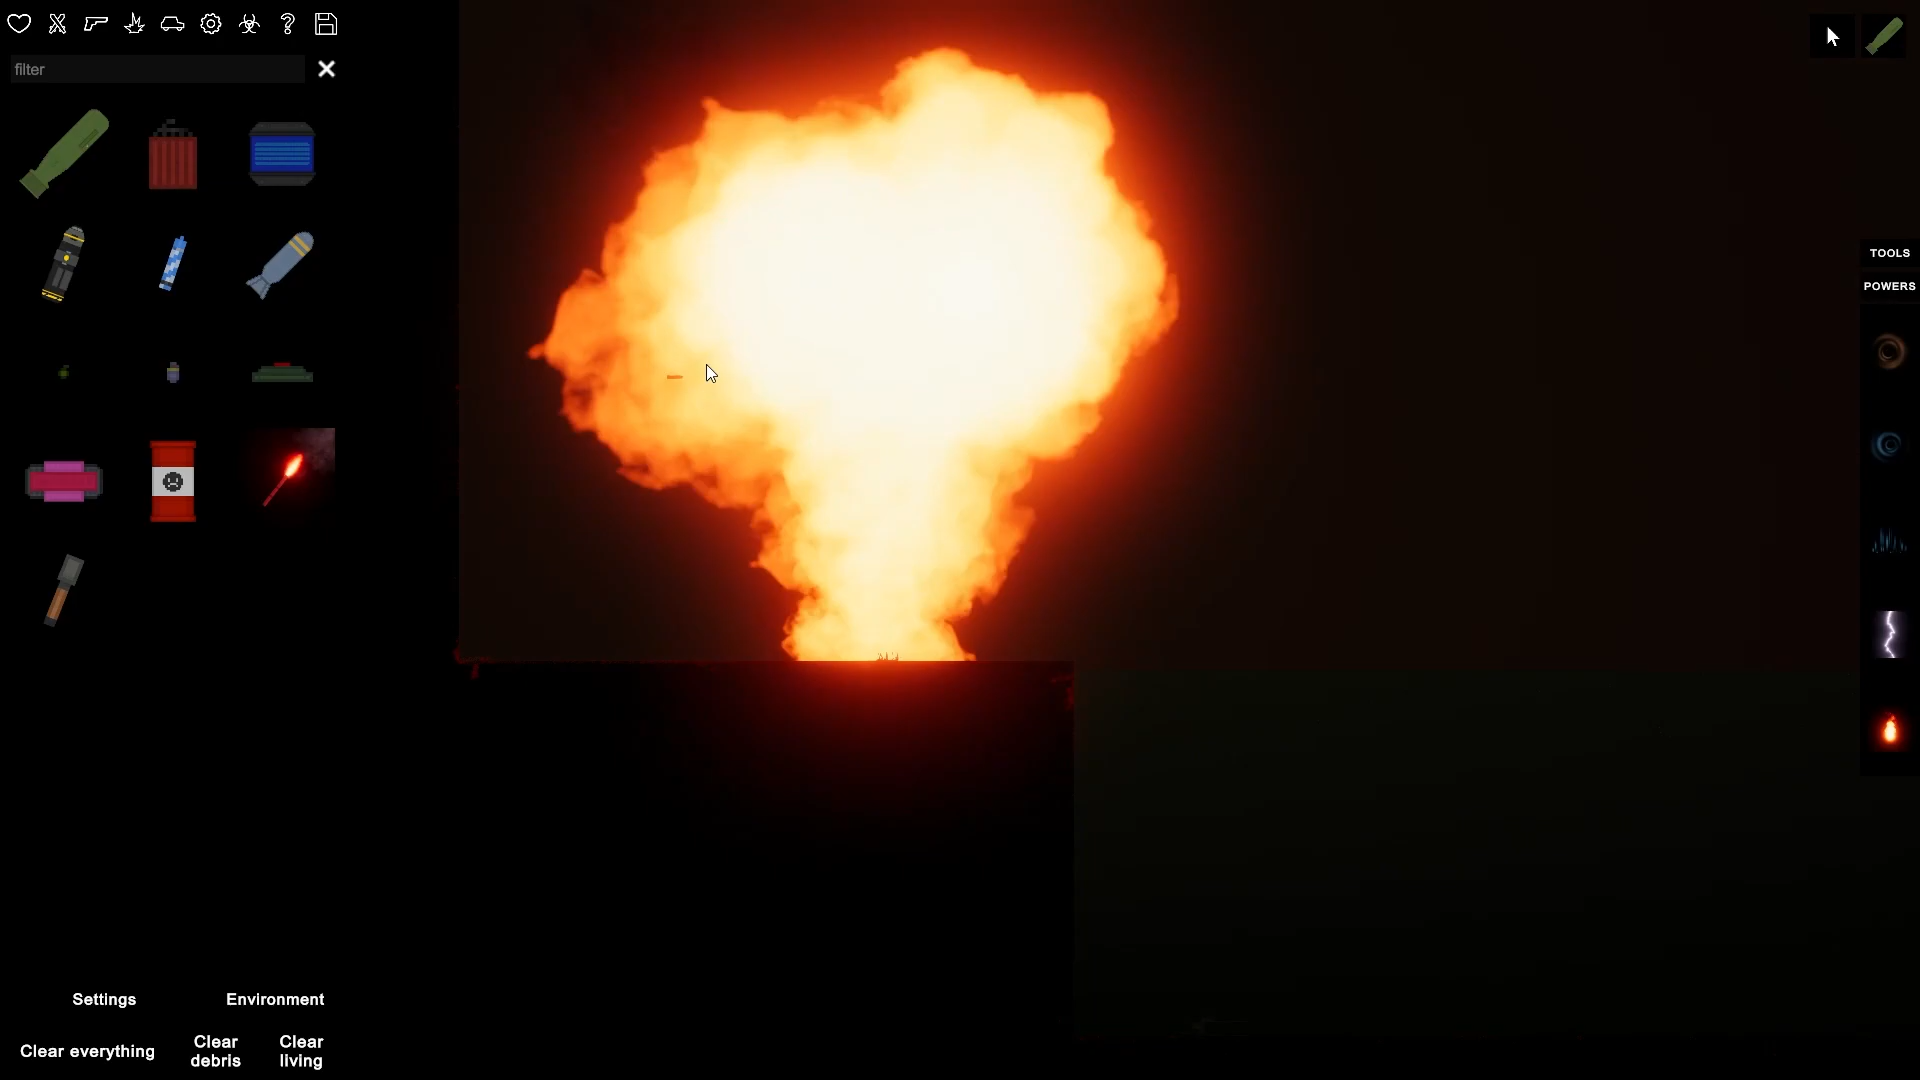 filter
TOOLS
POWERS
Settings
Environment
Clear everything
Clear
debris
Clear
living